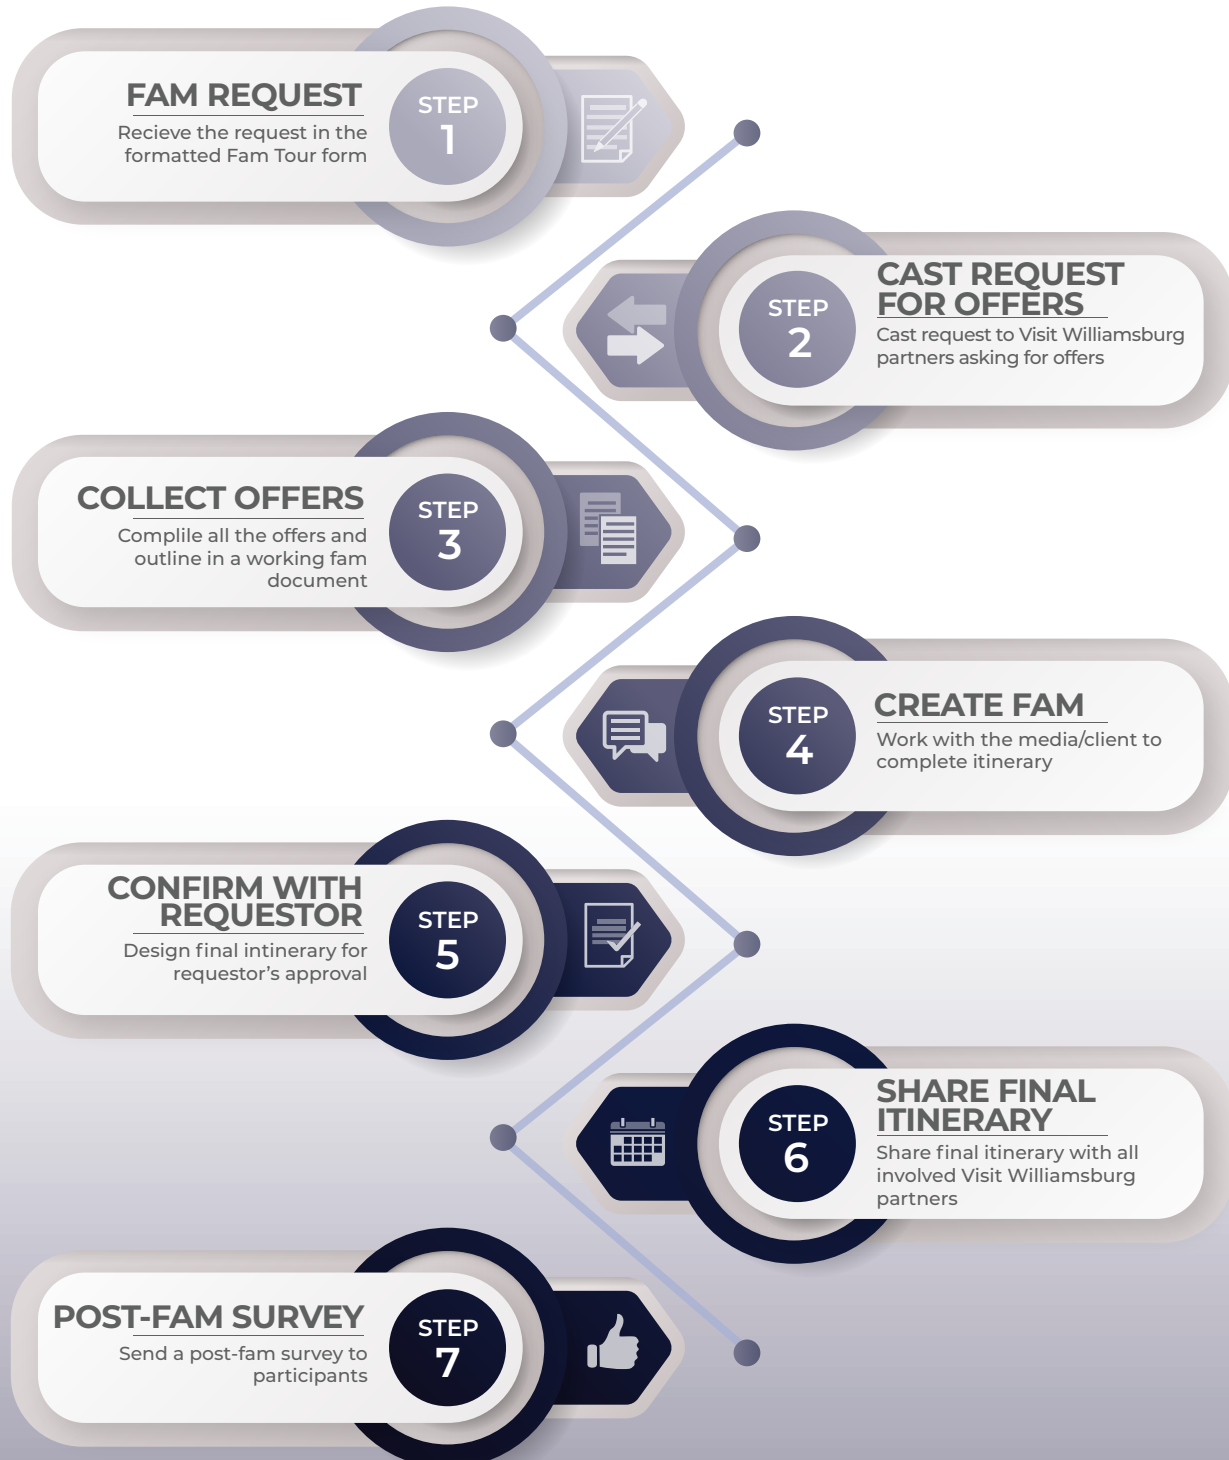 FAM REQUEST
Recieve the request in the
formatted Fam Tour form
STEP
1
CAST REQUEST
FOR OFFERS
Cast request to Visit Williamsburg
partners asking for offers
STEP
2
COLLECT OFFERS
Complile all the offers and
outline in a working fam
document
STEP
3
CREATE FAM
Work with the media/client to
complete itinerary
STEP
4
CONFIRM WITH
REQUESTOR
Design final intinerary for
requestor’s approval
STEP
5
SHARE FINAL
ITINERARY
Share final itinerary with all
involved Visit Williamsburg
partners
STEP
6
POST-FAM SURVEY
Send a post-fam survey to
participants
STEP
7